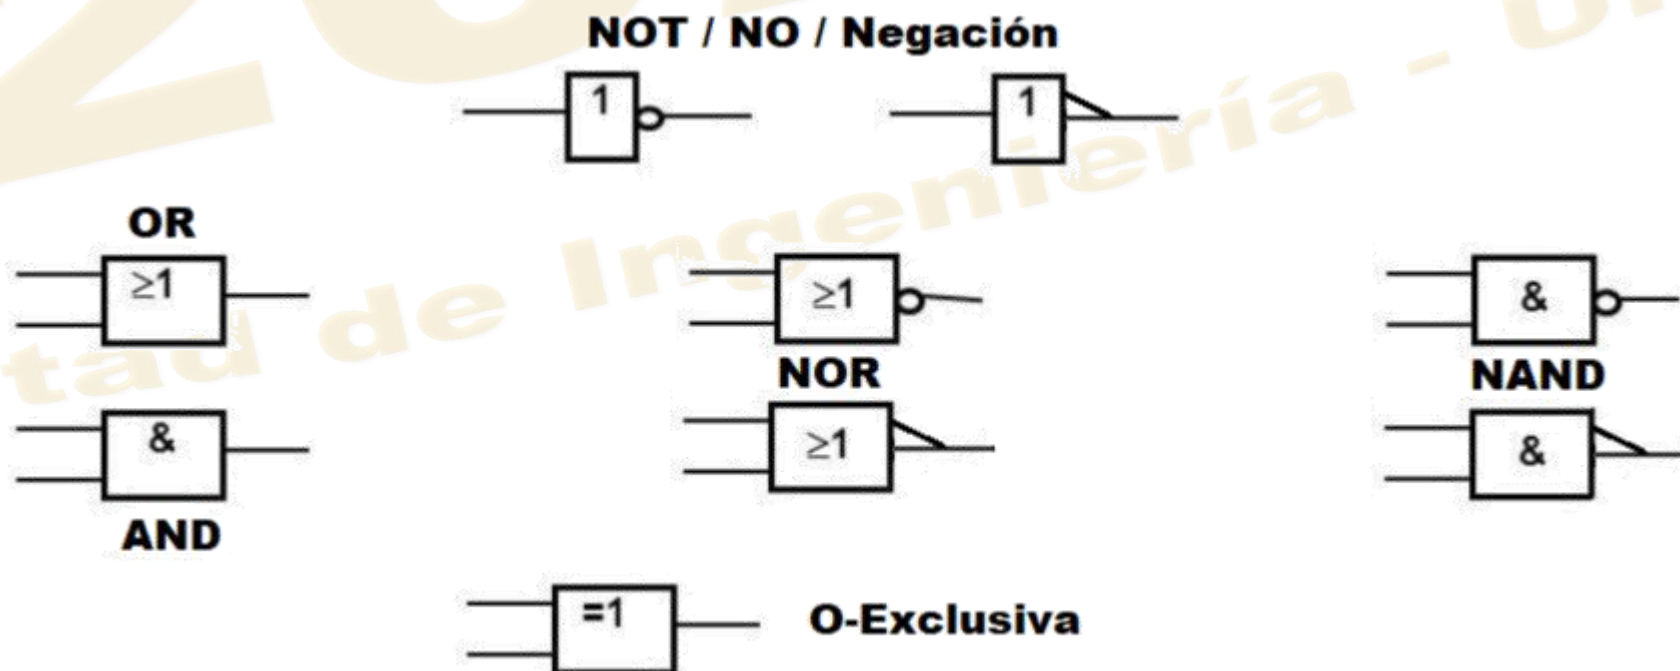 NOT / NO / Negación
1
1
OR
≥1
≥1
&
NOR
NAND
&
≥1
&
AND
=1
O-Exclusiva
tad de Ingeniería - U